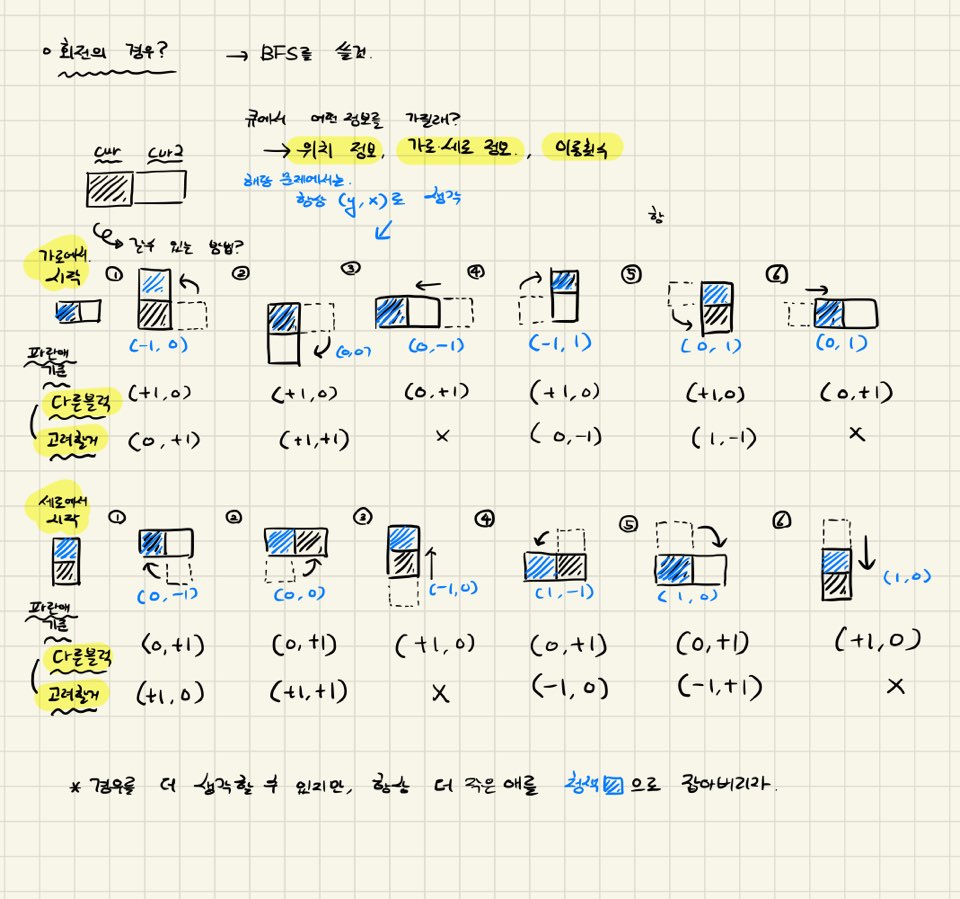 ○ 회전의 경우? → BFS를 쓸것.
큐에서 어떤 정보를 가질래?
→ 위치 정보, 가로·세로 정보., 이동횟수
cur cur2
해당 문제에서는.
항상 (y, x)로 생각
함
갈수 있는 방법?
가로에서 시작
① ② ③ ④ ⑤ ⑥
(-1, 0) (0,0) (0,-1) (-1, 1) (0, 1) (0, 1)
파란애 기준
다른블럭 (+1,0) (+1,0) (0,+1) (+1,0) (+1,0) (0,+1)
고려할거 (0,+1) (+1,+1) × (0,-1) (1,-1) ×
세로에서 시작
① ② ③ ④ ⑤ ⑥
(0,-1) (0,0) (-1,0) (1,-1) (1,0) (1,0)
파란애 기준
다른블럭 (0,+1) (0,+1) (+1,0) (0,+1) (0,+1) (+1,0)
고려할거 (+1,0) (+1,+1) × (-1,0) (-1,+1) ×
* 경우를 더 생각할 수 있지만, 항상 더 작은애를 청색 으로 잡아버리자.